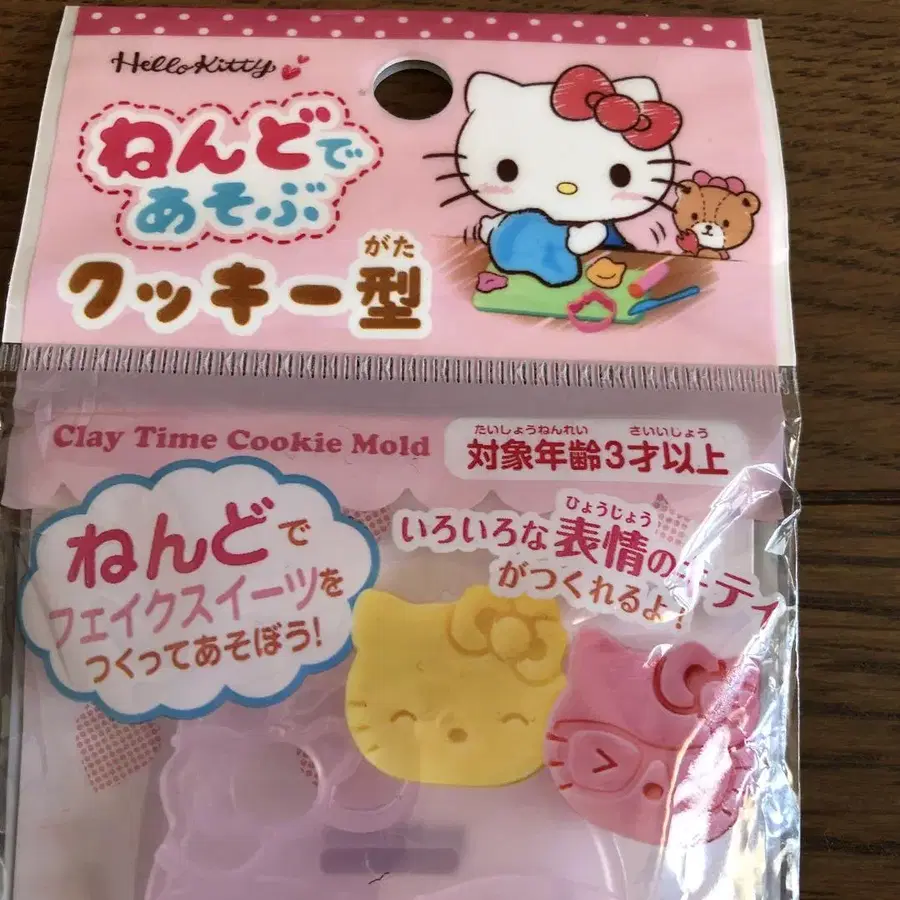 Hello Kitty
ねんどで
あそぶ
がた
クッキー型
Clay Time Cookie Mold
たいしょうねんれい さいいじょう
対象年齢3才以上
ねんどで
フェイクスイーツを
つくってあそぼう!
ひょうじょう
いろいろな表情のキティ
がつくれるよ!